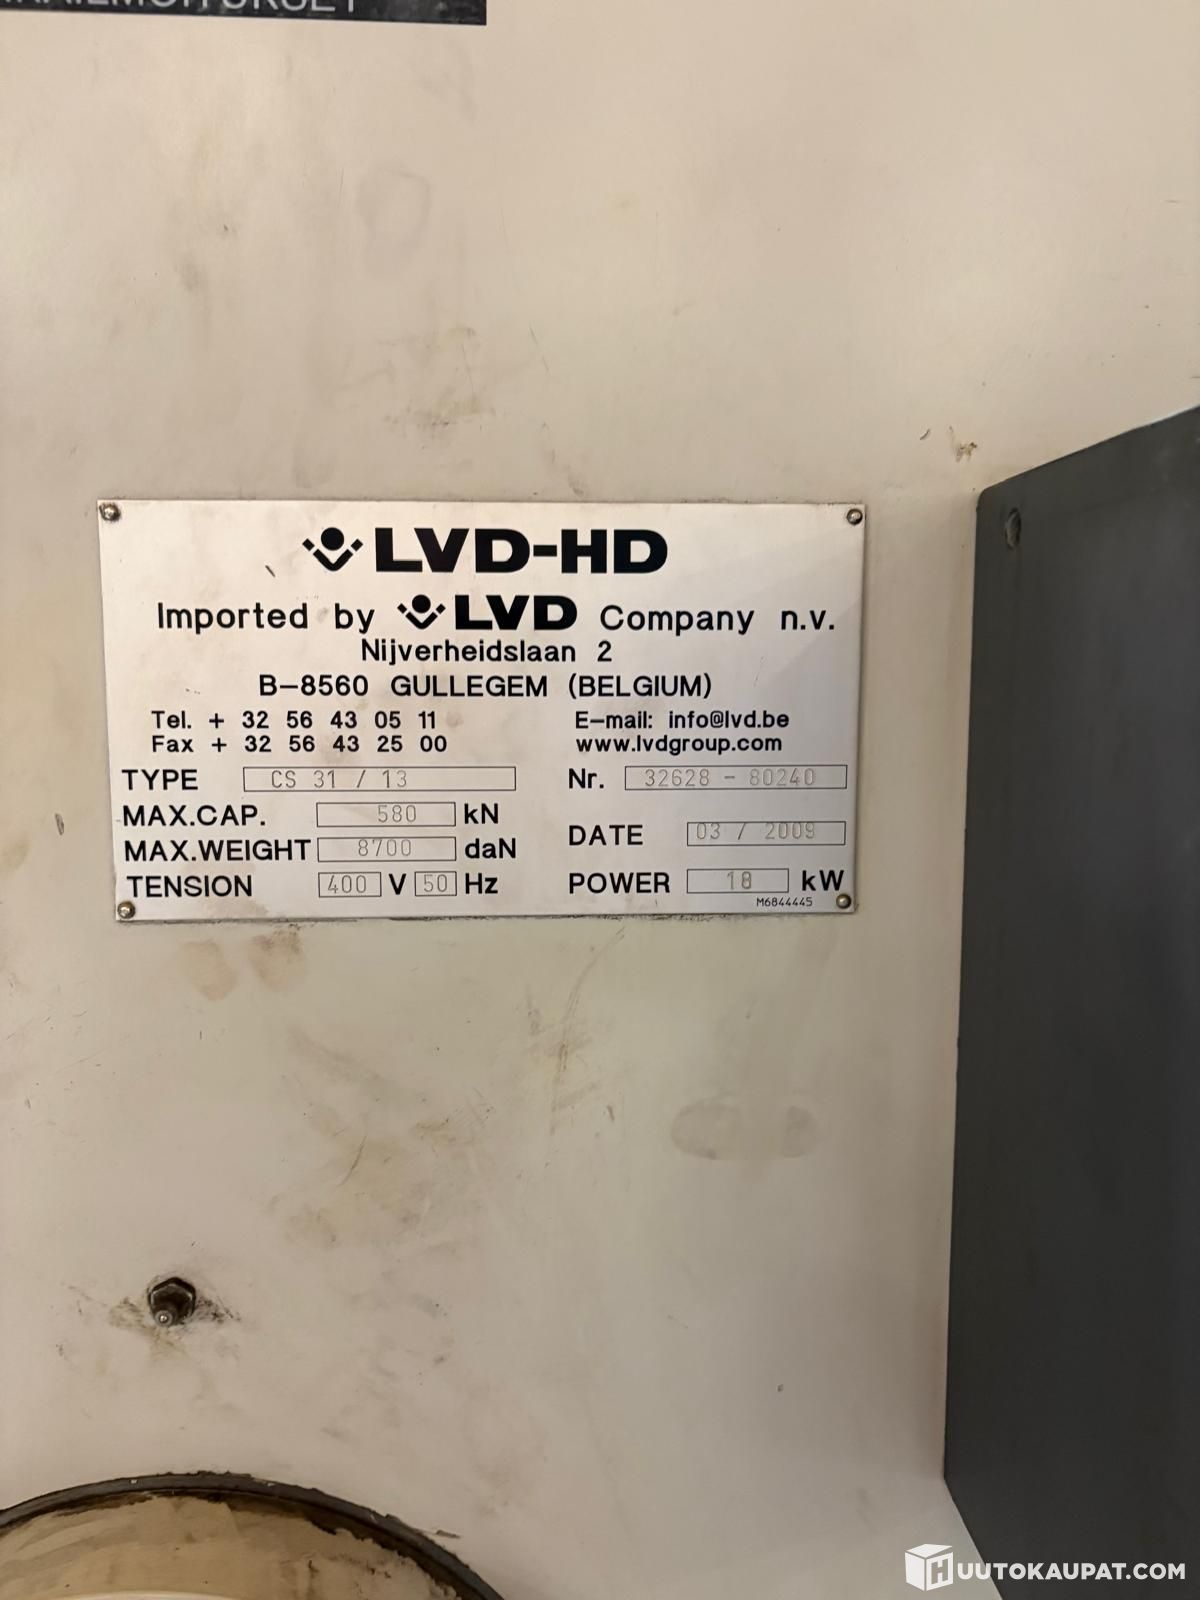 LVD-HD
Imported by LVD Company n.v.
Nijverheidslaan 2
B-8560 GULLEGEM (BELGIUM)
Tel. + 32 56 43 05 11 E-mail: info@lvd.be
Fax + 32 56 43 25 00 www.lvdgroup.com
TYPE CS 31 / 13 Nr. 32628 - 80240
MAX.CAP. 580 kN
MAX.WEIGHT 8700 daN DATE 03 / 2009
TENSION 400 V 50 Hz POWER 18 kW
M6844445
HUUTOKAUPAT.COM